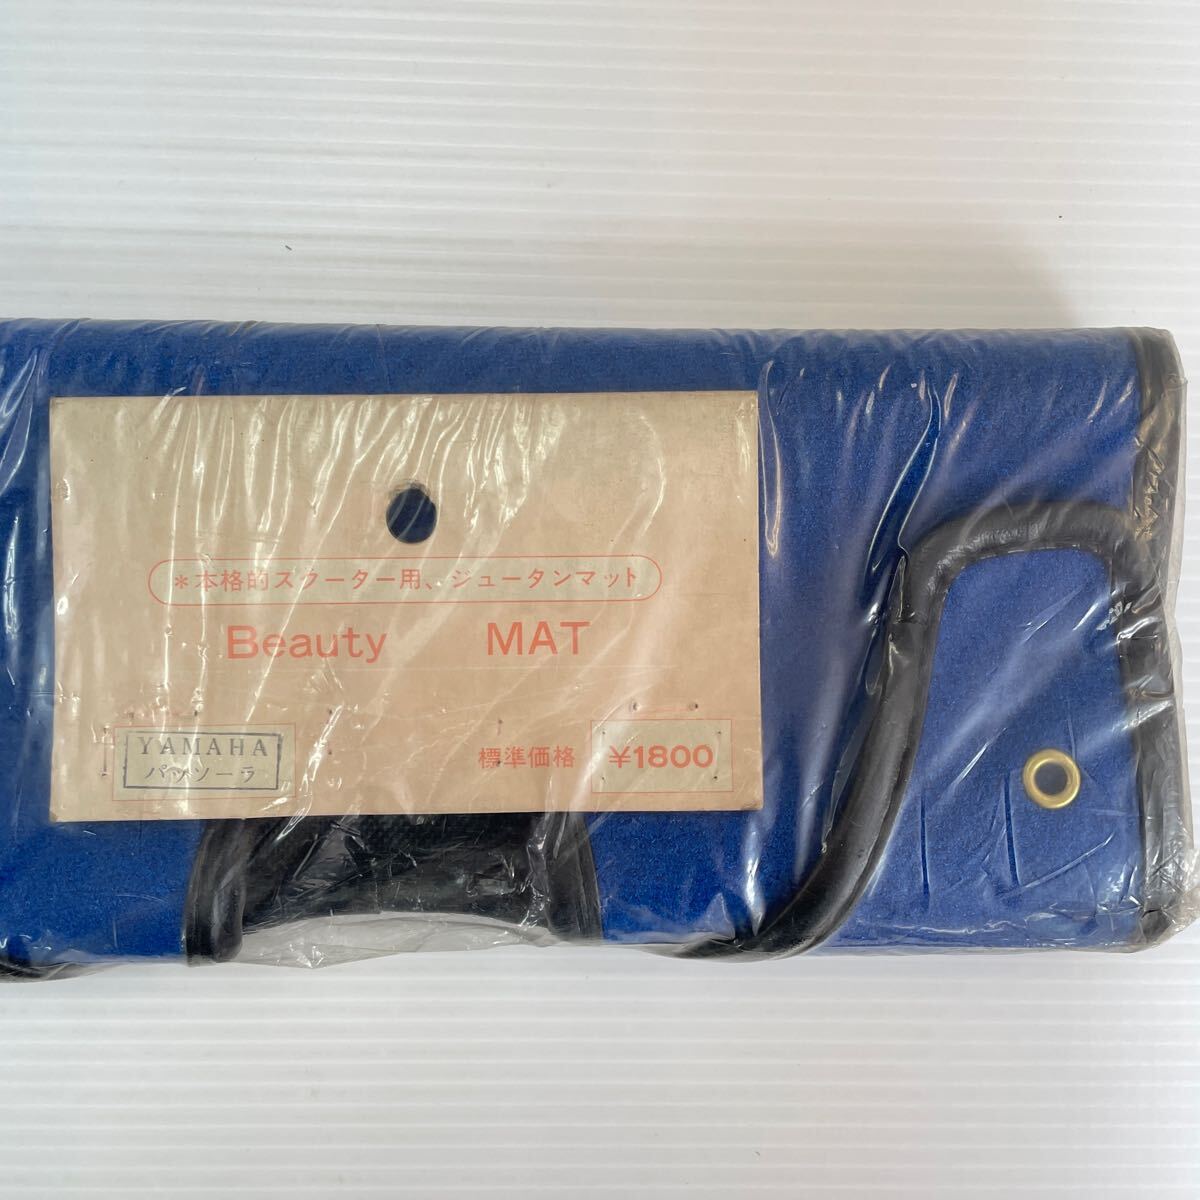 *本格的スクーター用、ジュータンマット
Beauty MAT
YAMAHA
パッソーラ
標準価格 ¥1800